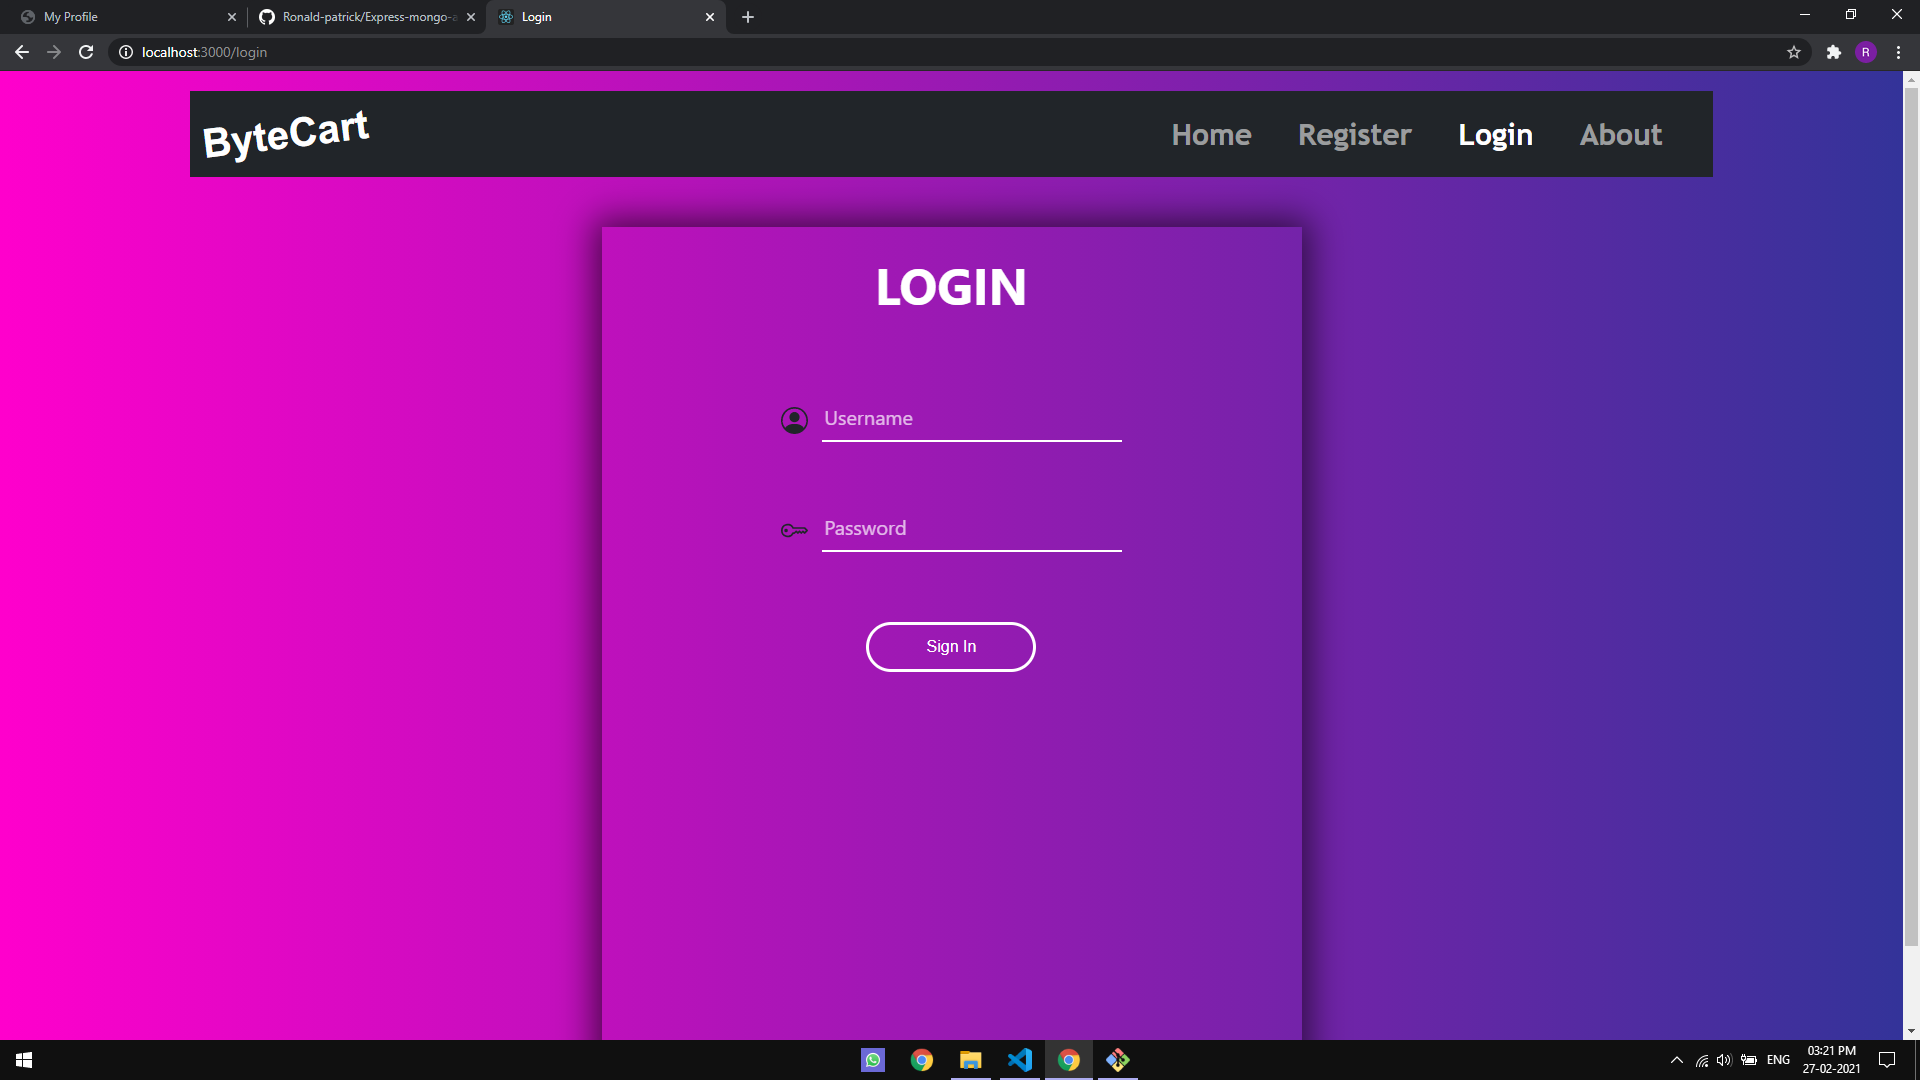 My Profile
Ronald-patrick/Express-mongo-a
Login
localhost:3000/login
R
ByteCart
Home
Register
Login
About
LOGIN
Username
Password
Sign In
ENG
03:21 PM
27-02-2021